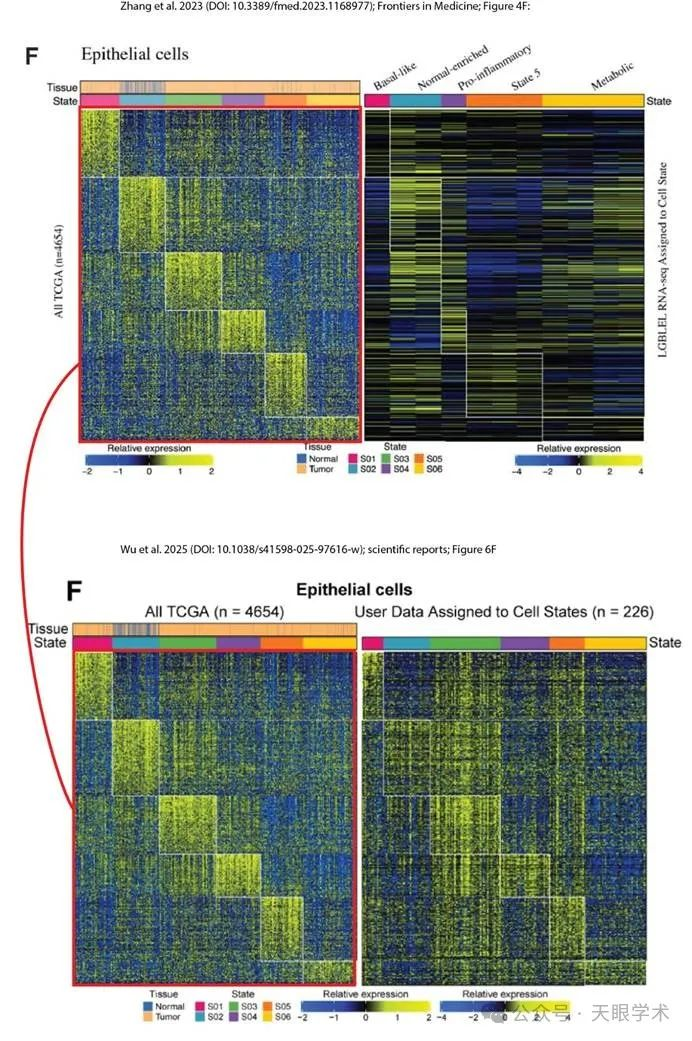 Zhang et al. 2023 (DOI: 10.3389/fmed.2023.1168977); Frontiers in Medicine; Figure 4F:
F
Epithelial cells
Basal-like
Normal-enriched
Pro-inflammatory
State 5
Metabolic
Tissue
State
State
All TCGA (n=4654)
LGBLEL RNA-seq Assigned to Cell State
Relative expression
-2 -1 0 1 2
Tissue
Normal
Tumor
State
S01 S03 S05
S02 S04 S06
Relative expression
-4 -2 0 2 4
Wu et al. 2025 (DOI: 10.1038/s41598-025-97616-w); scientific reports; Figure 6F
F
Epithelial cells
All TCGA (n = 4654)
User Data Assigned to Cell States (n = 226)
Tissue
State
State
Tissue
Normal
Tumor
State
S01 S03 S05
S02 S04 S06
Relative expression
-2 -1 0 1 2
Relative expression
-4 -2 0 2 4
公众号 · 天眼学术